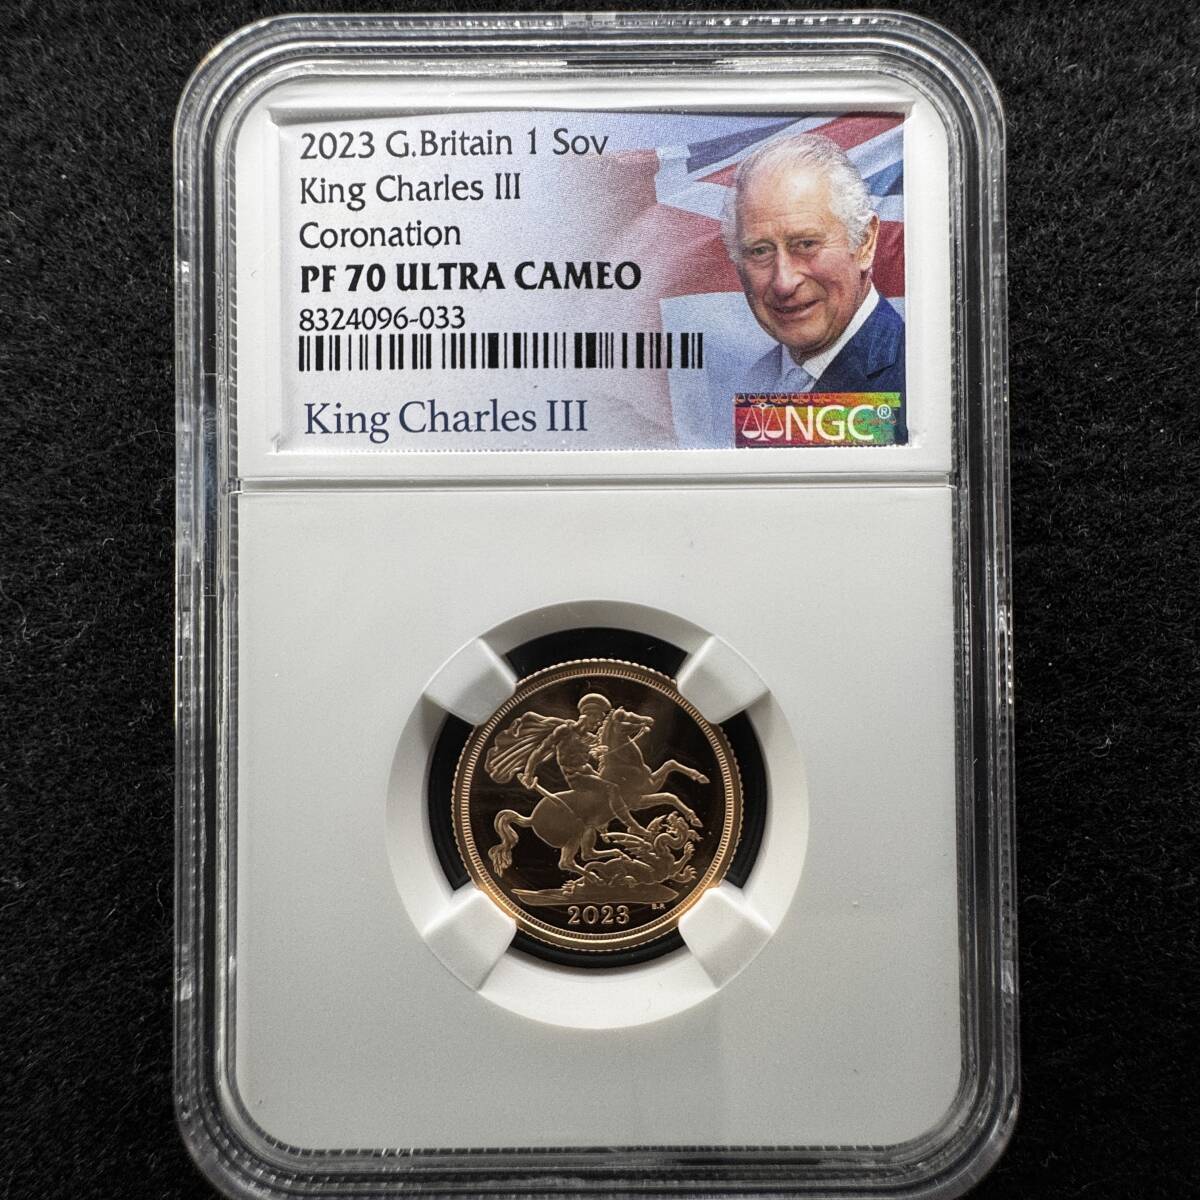 2023 G.Britain 1 Sov
King Charles III
Coronation
PF 70 ULTRA CAMEO
8324096-033
King Charles III
NGC®
2023
B.P.